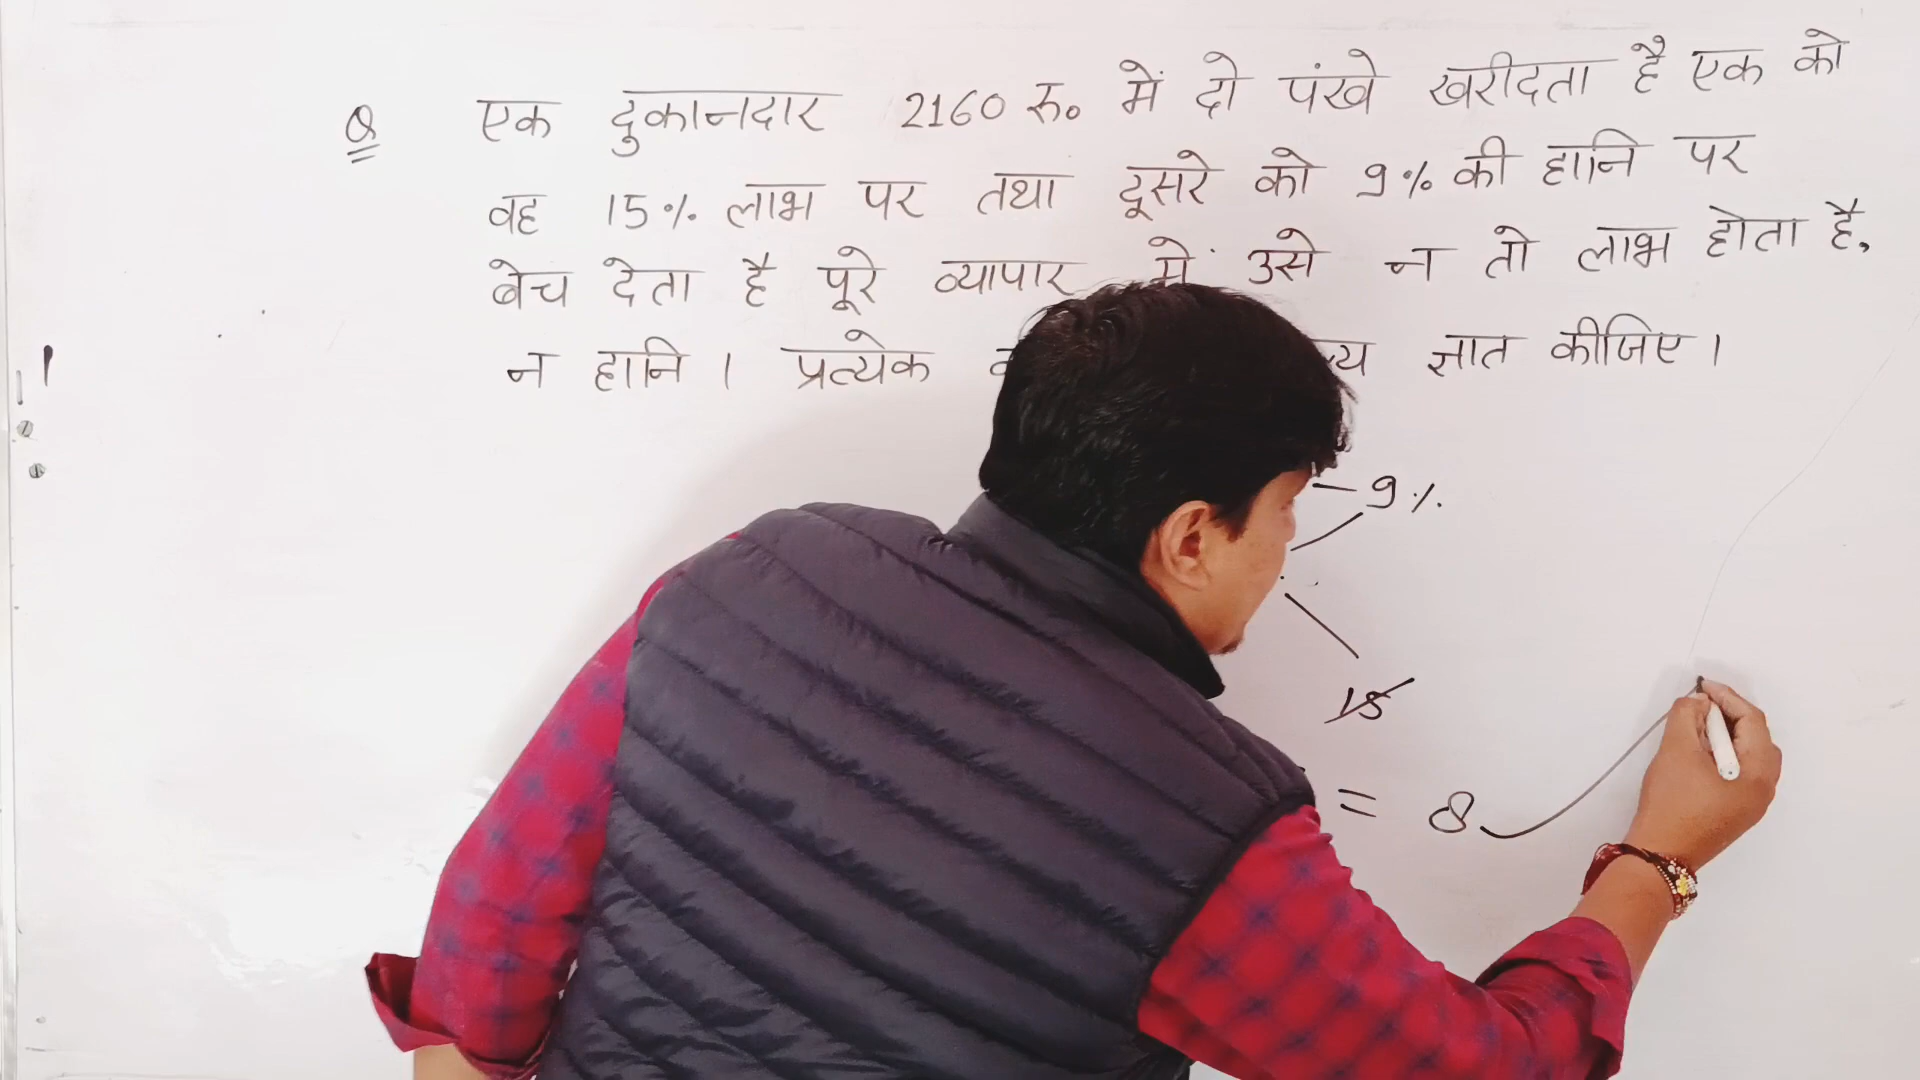 Q एक दुकानदार 2160 रु० में दो पंखे खरीदता है एक को
वह 15% लाभ पर तथा दूसरे को 9% की हानि पर
बेच देता है पूरे व्यापार में उसे न तो लाभ होता है,
न हानि । प्रत्येक ज्ञात कीजिए ।
- 9%
15
= 8